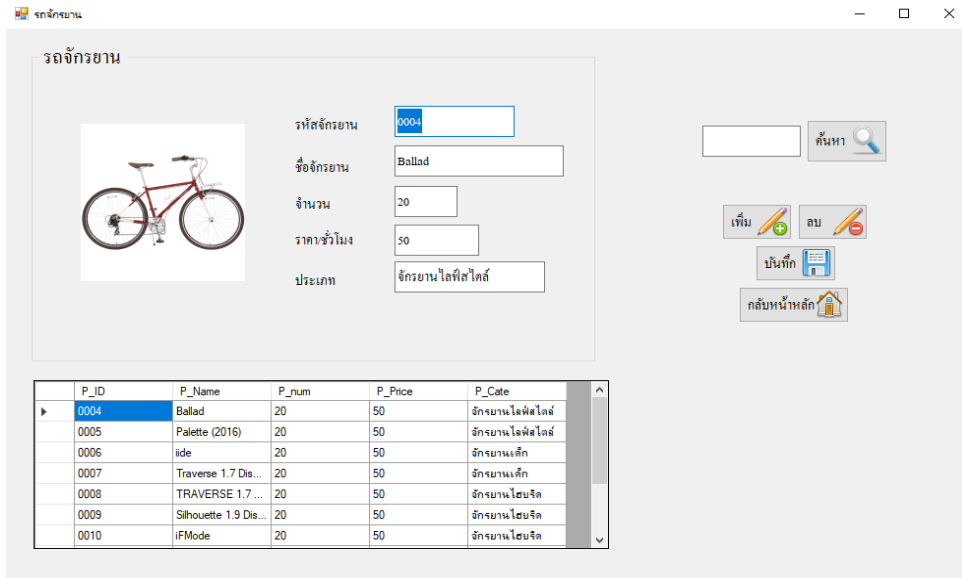 รถจักรยาน
รถจักรยาน
รหัสจักรยาน 0004
ชื่อจักรยาน Ballad
จำนวน 20
ราคา/ชั่วโมง 50
ประเภท จักรยานไลฟ์สไตล์
ค้นหา
เพิ่ม ลบ
บันทึก
กลับหน้าหลัก
P_ID P_Name P_num P_Price P_Cate
0004 Ballad 20 50 จักรยานไลฟ์สไตล์
0005 Palette (2016) 20 50 จักรยานไลฟ์สไตล์
0006 iide 20 50 จักรยานเด็ก
0007 Traverse 1.7 Dis... 20 50 จักรยานเด็ก
0008 TRAVERSE 1.7 ... 20 50 จักรยานไฮบริด
0009 Silhouette 1.9 Dis... 20 50 จักรยานไฮบริด
0010 iFMode 20 50 จักรยานไฮบริด